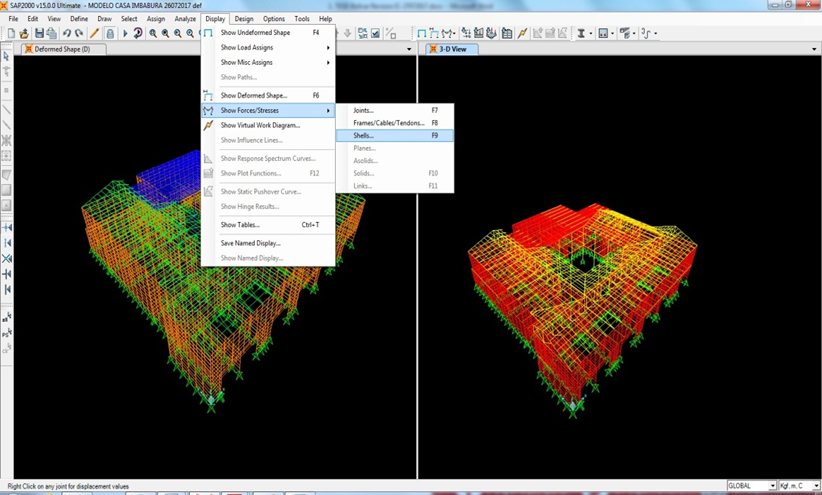 SAP2000 v15.0.0 Ultimate - MODELO CASA IMBABURA 26072017 def
File Edit View Define Draw Select Assign Analyze Display Design Options Tools Help
Deformed Shape (D)
3-D View
Show Undeformed Shape F4
Show Load Assigns
Show Misc Assigns
Show Paths...
Show Deformed Shape... F6
Show Forces/Stresses
Show Virtual Work Diagram...
Show Influence Lines...
Show Response Spectrum Curves...
Show Plot Functions... F12
Show Static Pushover Curve...
Show Hinge Results...
Show Tables... Ctrl+T
Save Named Display...
Show Named Display...
Joints... F7
Frames/Cables/Tendons... F8
Shells... F9
Planes...
Asolids...
Solids... F10
Links... F11
Right Click on any joint for displacement values
GLOBAL
Kgf, m, C